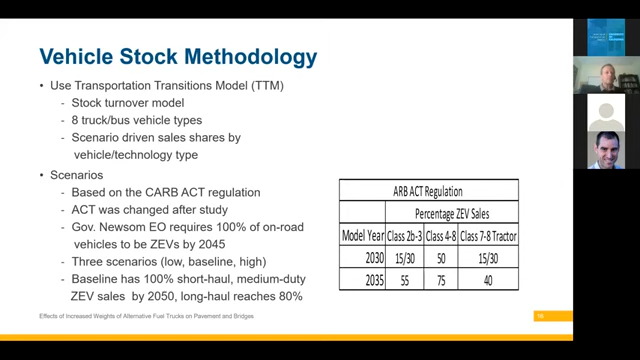 Vehicle Stock Methodology
• Use Transportation Transitions Model (TTM)
- Stock turnover model
- 8 truck/bus vehicle types
- Scenario driven sales shares by
vehicle/technology type
• Scenarios
- Based on the CARB ACT regulation
- ACT was changed after study
- Gov. Newsom EO requires 100% of on-road
vehicles to be ZEVs by 2045
- Three scenarios (low, baseline, high)
- Baseline has 100% short-haul, medium-duty
ZEV sales by 2050, long-haul reaches 80%
ARB ACT Regulation
Percentage ZEV Sales
Model Year Class 2b-3 Class 4-8 Class 7-8 Tractor
2030 15/30 50 15/30
2035 55 75 40
Effects of Increased Weights of Alternative Fuel Trucks on Pavement and Bridges